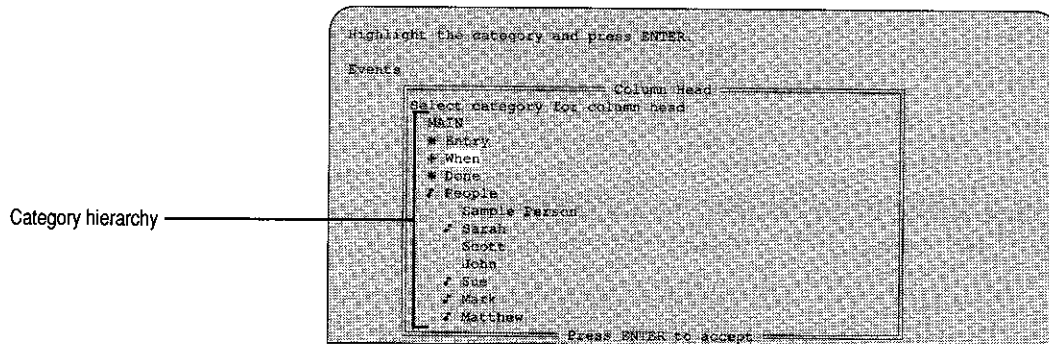 Highlight the category and press ENTER.
Events
Column Head
Select category for column head
MAIN
* Entry
* When
* Done
♪ People
Sample Person
♪ Sarah
Scott
John
♪ Sue
♪ Mark
♪ Matthew
Press ENTER to accept
Category hierarchy